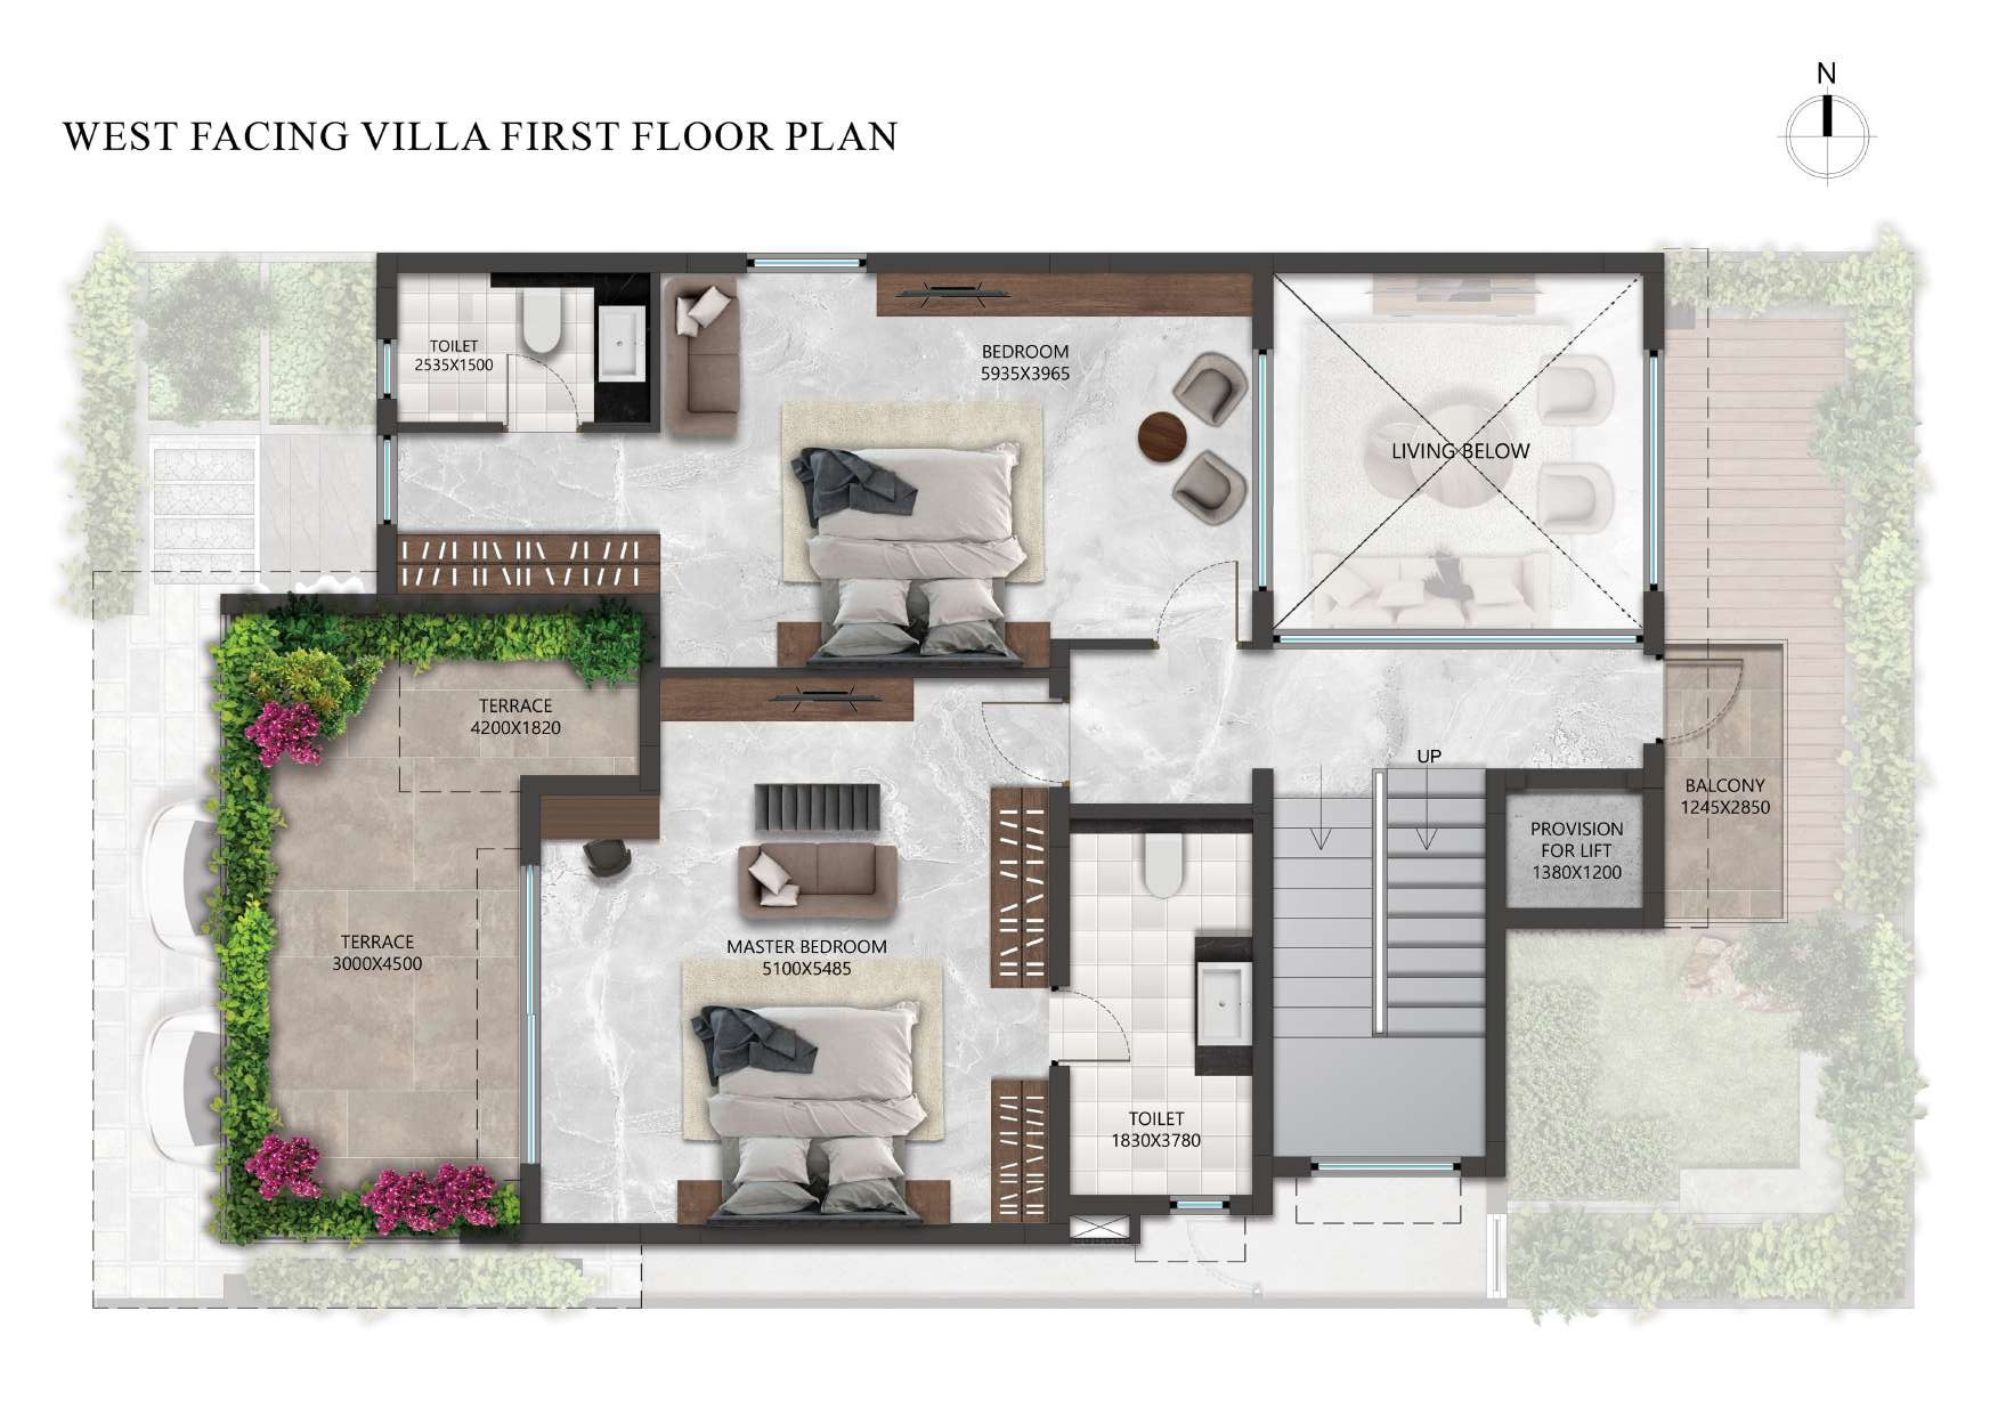 N
WEST FACING VILLA FIRST FLOOR PLAN
TOILET
2535X1500
BEDROOM
5935X3965
LIVING BELOW
TERRACE
4200X1820
UP
BALCONY
1245X2850
PROVISION
FOR LIFT
1380X1200
TERRACE
3000X4500
MASTER BEDROOM
5100X5485
TOILET
1830X3780